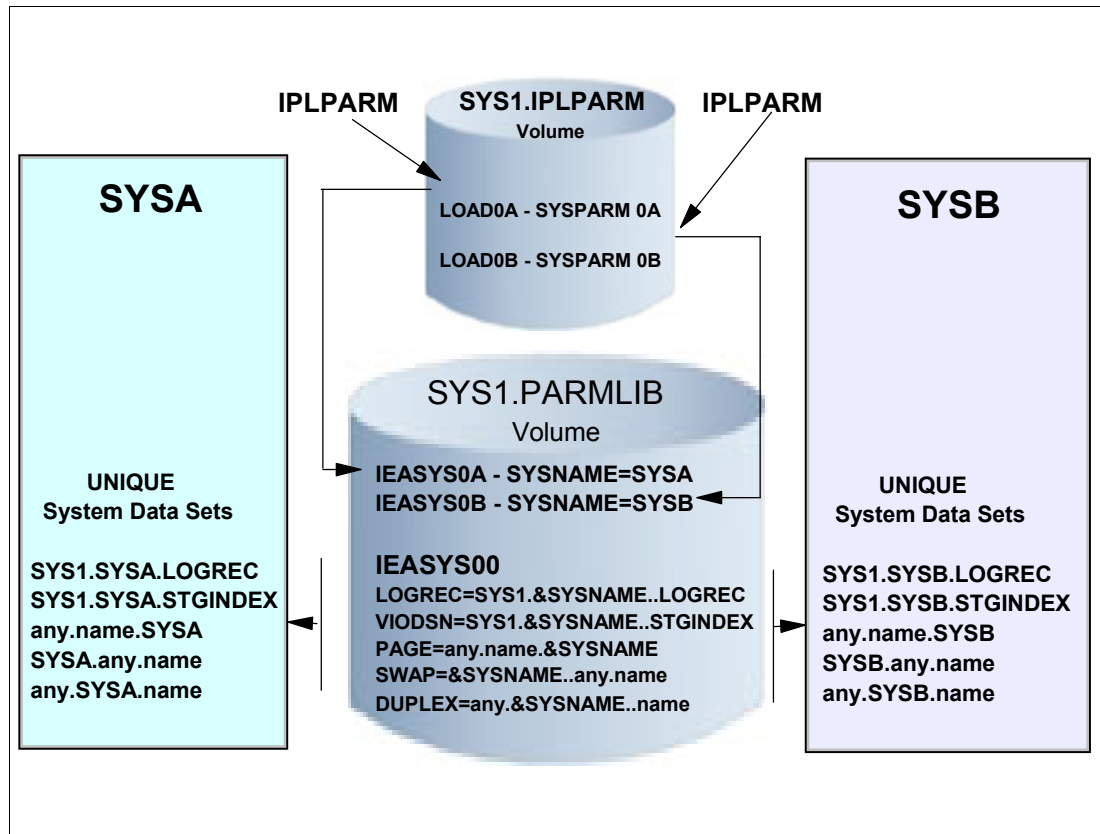 IPLPARM
SYS1.IPLPARM
Volume
IPLPARM
LOAD0A - SYSPARM 0A
LOAD0B - SYSPARM 0B
SYSA
UNIQUE
System Data Sets
SYS1.SYSA.LOGREC
SYS1.SYSA.STGINDEX
any.name.SYSA
SYSA.any.name
any.SYSA.name
SYS1.PARMLIB
Volume
IEASYS0A - SYSNAME=SYSA
IEASYS0B - SYSNAME=SYSB
IEASYS00
LOGREC=SYS1.&SYSNAME..LOGREC
VIODSN=SYS1.&SYSNAME..STGINDEX
PAGE=any.name.&SYSNAME
SWAP=&SYSNAME..any.name
DUPLEX=any.&SYSNAME..name
SYSB
UNIQUE
System Data Sets
SYS1.SYSB.LOGREC
SYS1.SYSB.STGINDEX
any.name.SYSB
SYSB.any.name
any.SYSB.name